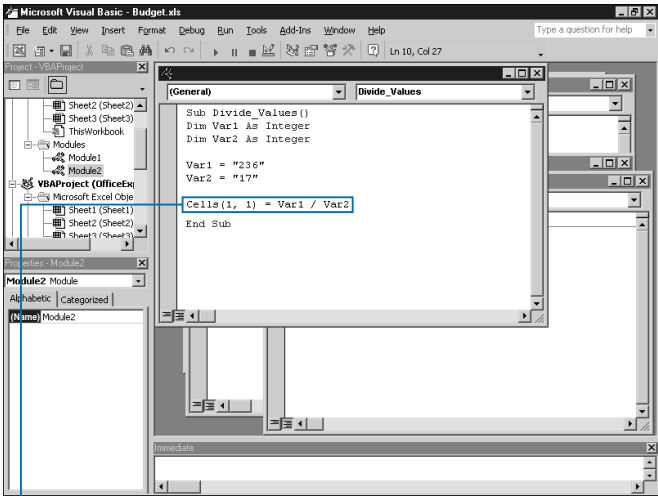 Microsoft Visual Basic - Budget.xls
File Edit View Insert Format Debug Run Tools Add-Ins Window Help
Type a question for help
Ln 10, Col 27
Project - VBAProject
Sheet2 (Sheet2)
Sheet3 (Sheet3)
ThisWorkbook
Modules
Module1
Module2
VBAProject (OfficeEx
Microsoft Excel Obje
Sheet1 (Sheet1)
Sheet2 (Sheet2)
Sheet3 (Sheet3)
Properties - Module2
Module2 Module
Alphabetic Categorized
(Name) Module2
(General) Divide_Values
Sub Divide_Values()
Dim Var1 As Integer
Dim Var2 As Integer
Var1 = "236"
Var2 = "17"
Cells(1, 1) = Var1 / Var2
End Sub
Immediate